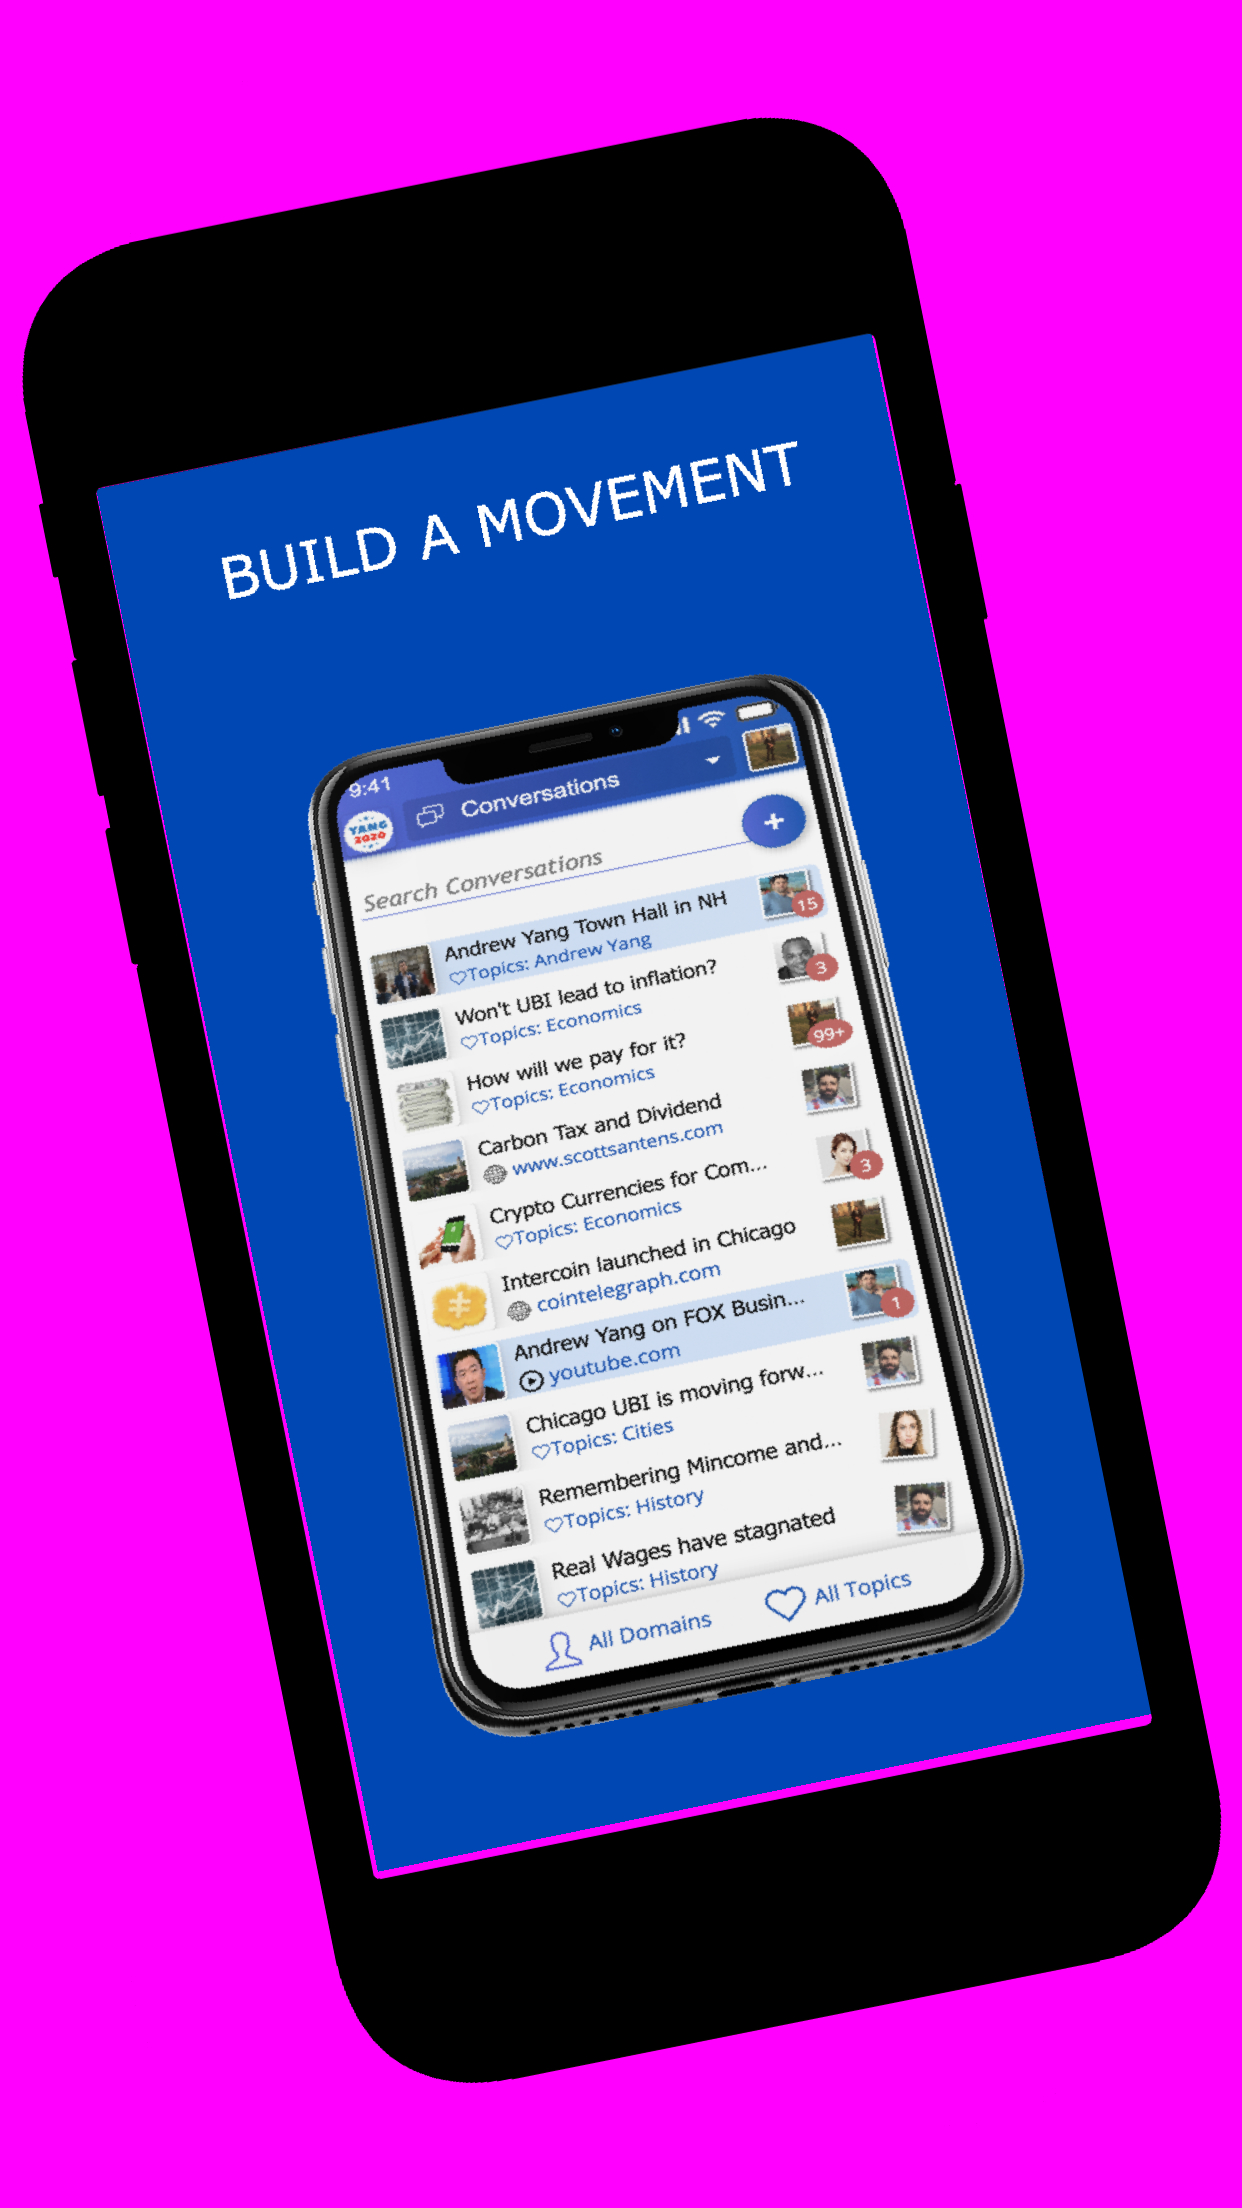 BUILD A MOVEMENT
9:41
YANG
2020
Conversations
Search Conversations
+
Andrew Yang Town Hall in NH
Topics: Andrew Yang
15
Won't UBI lead to inflation?
Topics: Economics
3
How will we pay for it?
Topics: Economics
99+
Carbon Tax and Dividend
www.scottsantens.com
Crypto Currencies for Com...
Topics: Economics
3
Intercoin launched in Chicago
cointelegraph.com
Andrew Yang on FOX Busin...
youtube.com
1
Chicago UBI is moving forw...
Topics: Cities
Remembering Mincome and...
Topics: History
Real Wages have stagnated
Topics: History
All Domains
All Topics